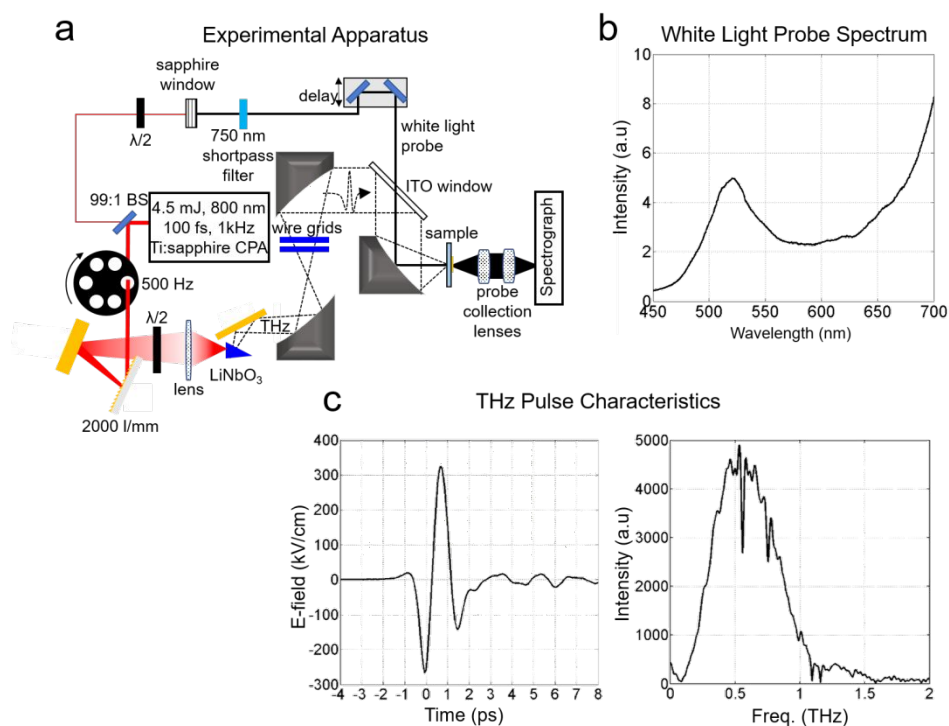 a
Experimental Apparatus
sapphire
window
delay
λ/2
750 nm
shortpass
filter
white light
probe
ITO window
99:1 BS
4.5 mJ, 800 nm
100 fs, 1kHz
Ti:sapphire CPA
wire grids
sample
Spectrograph
500 Hz
probe
collection
lenses
λ/2
THz
lens
LiNbO3
2000 l/mm
b
White Light Probe Spectrum
Intensity (a.u)
10
8
6
4
2
0
450 500 550 600 650 700
Wavelength (nm)
c
THz Pulse Characteristics
E-field (kV/cm)
400
300
200
100
0
-100
-200
-300
-4 -3 -2 -1 0 1 2 3 4 5 6 7 8
Time (ps)
Intensity (a.u)
5000
4000
3000
2000
1000
0
0 0.5 1 1.5 2
Freq. (THz)